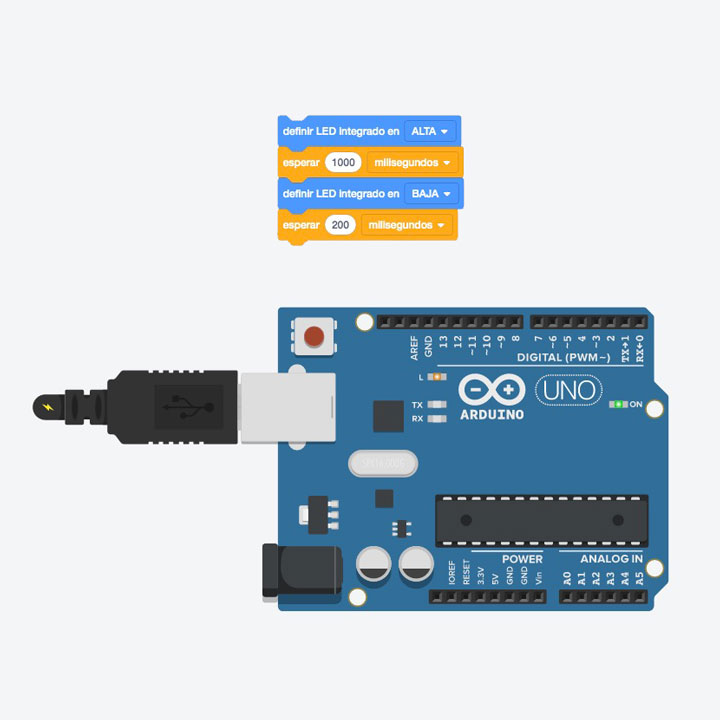 definir LED integrado en ALTA
esperar 1000 milisegundos
definir LED integrado en BAJA
esperar 200 milisegundos
AREF
GND
13
12
~11
~10
~9
8
7
~6
~5
4
~3
2
TX→1
RX←0
DIGITAL (PWM~)
L
TX
RX
UNO
ARDUINO
ON
POWER
ANALOG IN
IOREF
RESET
3.3V
5V
GND
GND
Vin
A0
A1
A2
A3
A4
A5